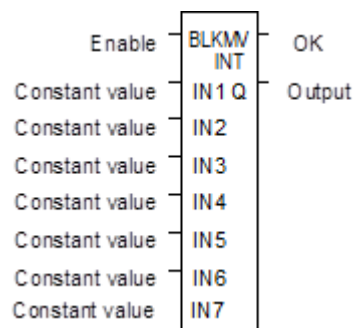 Enable BLKMV OK
INT
Constant value IN1 Q Output
Constant value IN2
Constant value IN3
Constant value IN4
Constant value IN5
Constant value IN6
Constant value IN7